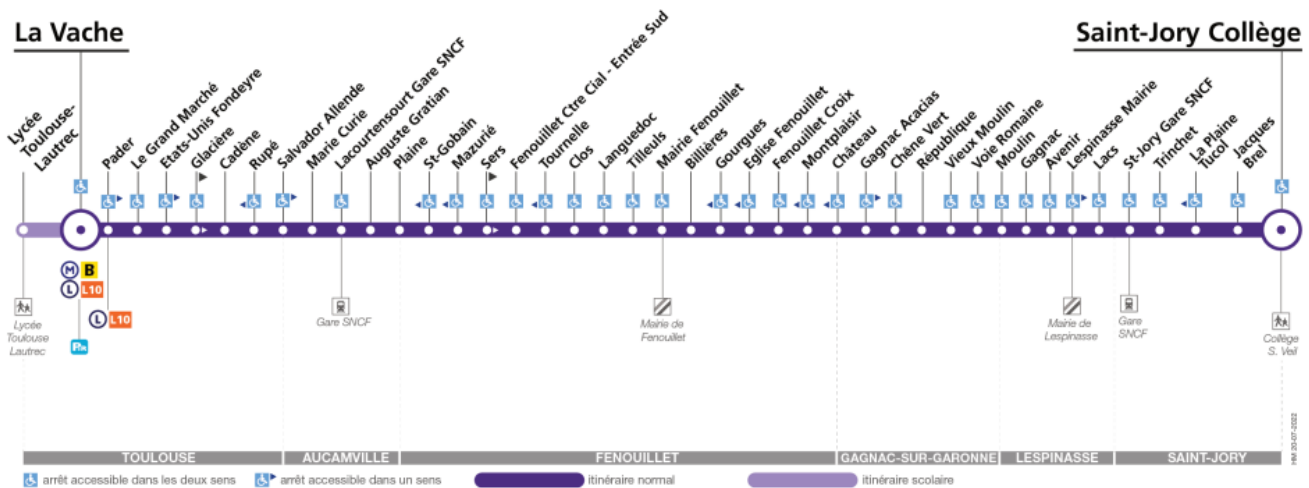 La Vache
Saint-Jory Collège
Lycée
Toulouse-
Lautrec
Pader
Le Grand Marché
Etats-Unis Fondeyre
Glacière
Cadène
Rupé
Salvador Allende
Marie Curie
Lacourtensourt Gare SNCF
Auguste Gratian
Plaine
St-Gobain
Mazurié
Sers
Fenouillet Ctre Cial - Entrée Sud
Tournelle
Clos
Languedoc
Tilleuls
Mairie Fenouillet
Billières
Gourgues
Eglise Fenouillet
Fenouillet Croix
Montplaisir
Château
Gagnac Acacias
Chêne Vert
République
Vieux Moulin
Voie Romaine
Moulin
Gagnac
Avenir
Lespinasse Mairie
Lacs
St-Jory Gare SNCF
Trinchet
La Plaine
Tucol
Jacques
Brel
M B
L L10
L L10
P+R
Lycée
Toulouse
Lautrec
Gare SNCF
Mairie de
Fenouillet
Mairie de
Lespinasse
Gare
SNCF
Collège
S. Veil
HM 20-07-2022
TOULOUSE
AUCAMVILLE
FENOUILLET
GAGNAC-SUR-GARONNE
LESPINASSE
SAINT-JORY
arrêt accessible dans les deux sens
arrêt accessible dans un sens
itinéraire normal
itinéraire scolaire